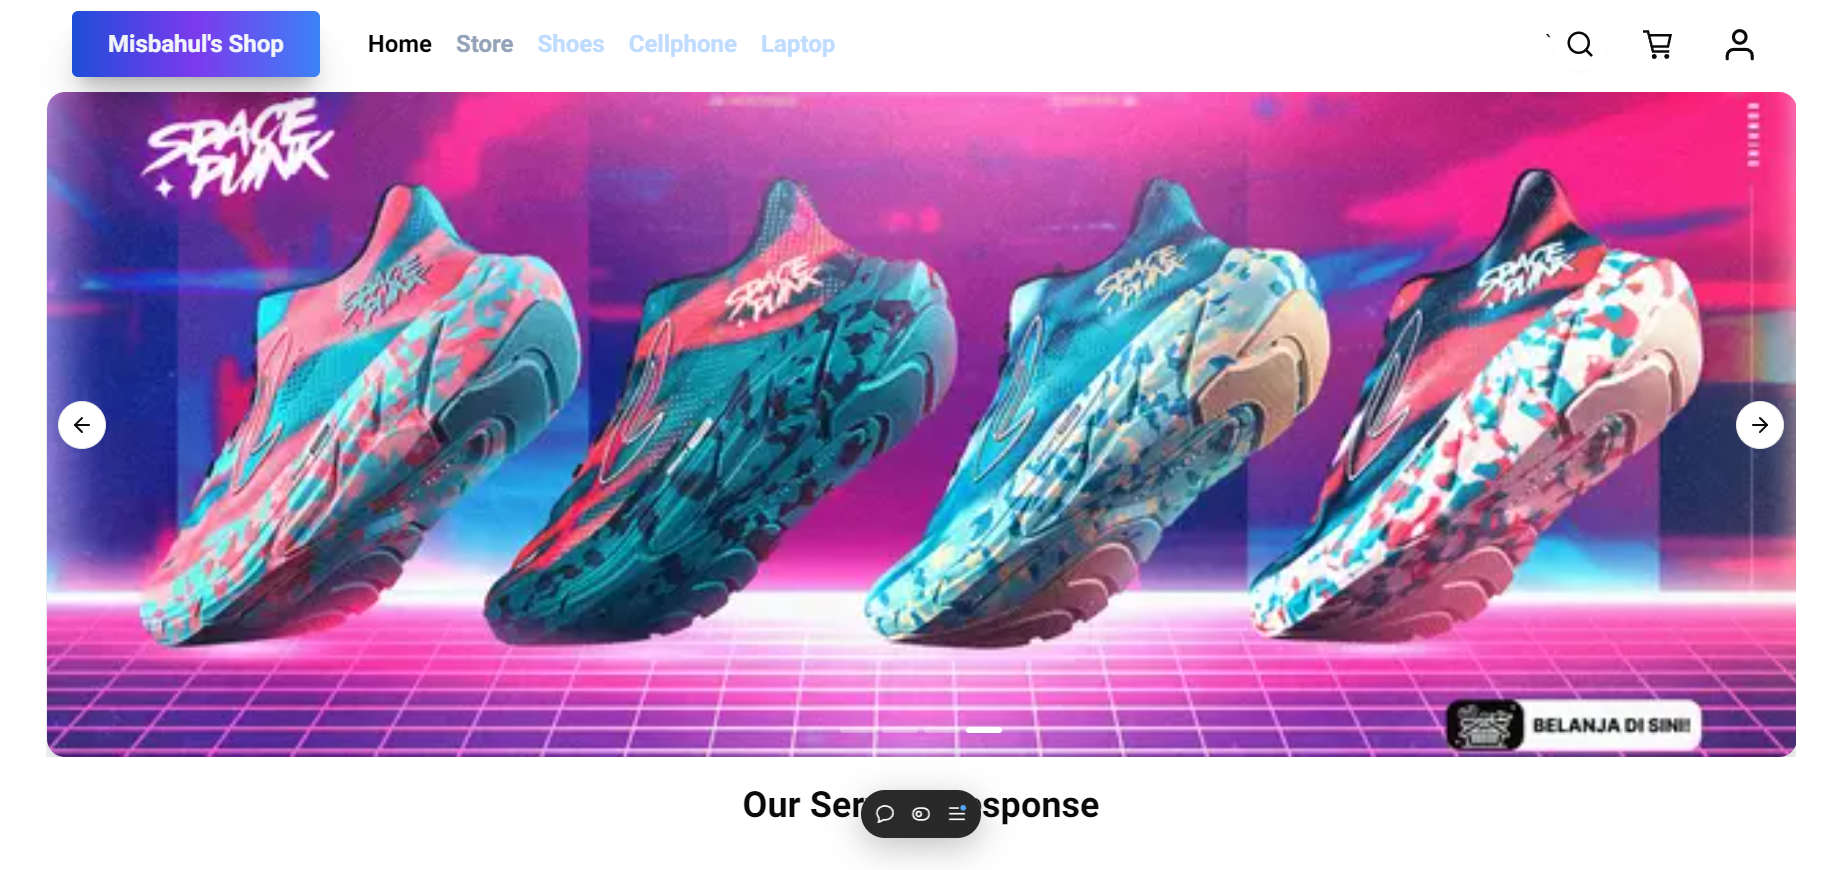 Misbahul's Shop
Home Store Shoes Cellphone Laptop
SPACE
PUNK
SPACE
PUNK
SPACE
PUNK
SPACE
PUNK
SPACE
PUNK
BELANJA DI SINI!
Our Ser sponse